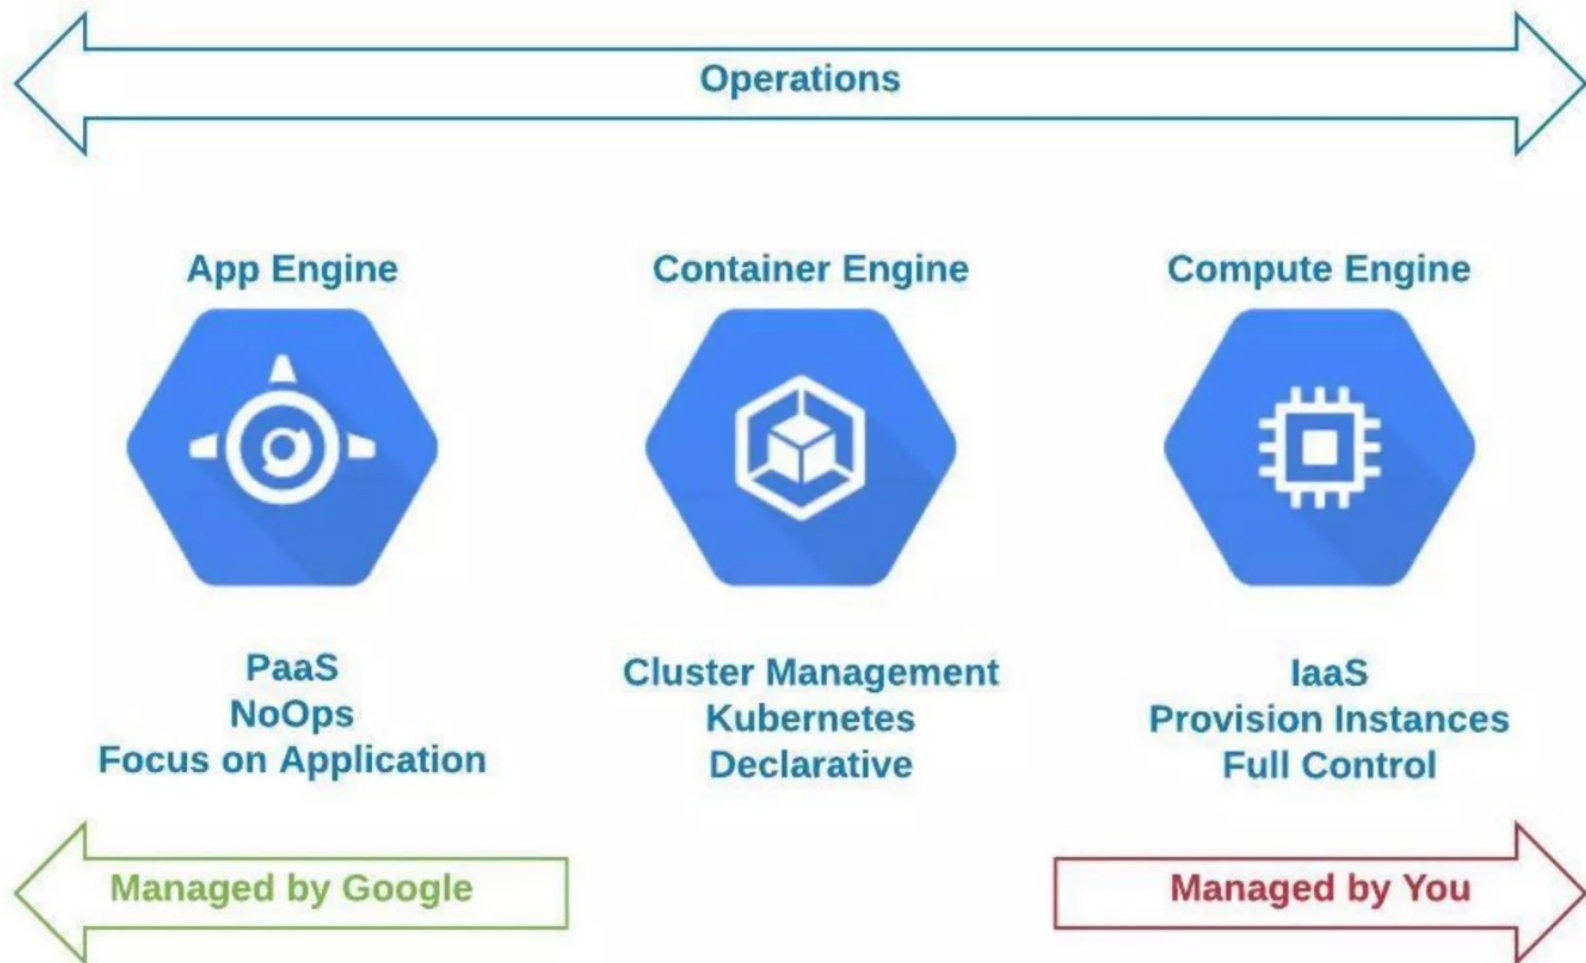 Operations
App Engine
Container Engine
Compute Engine
PaaS
NoOps
Focus on Application
Cluster Management
Kubernetes
Declarative
IaaS
Provision Instances
Full Control
Managed by Google
Managed by You